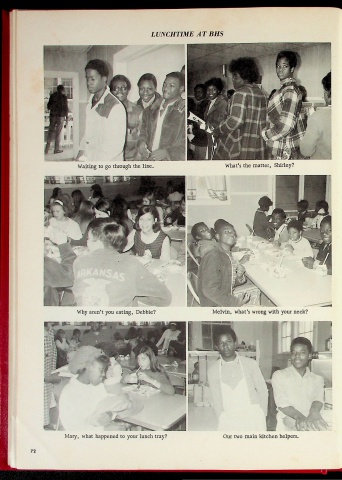 LUNCHTIME AT BHS
Waiting to go through the line.
What's the matter, Shirley?
ARKANSAS
Why aren't you eating, Debbie?
Melvin, what's wrong with your neck?
Mary, what happened to your lunch tray?
Our two main kitchen helpers.
72